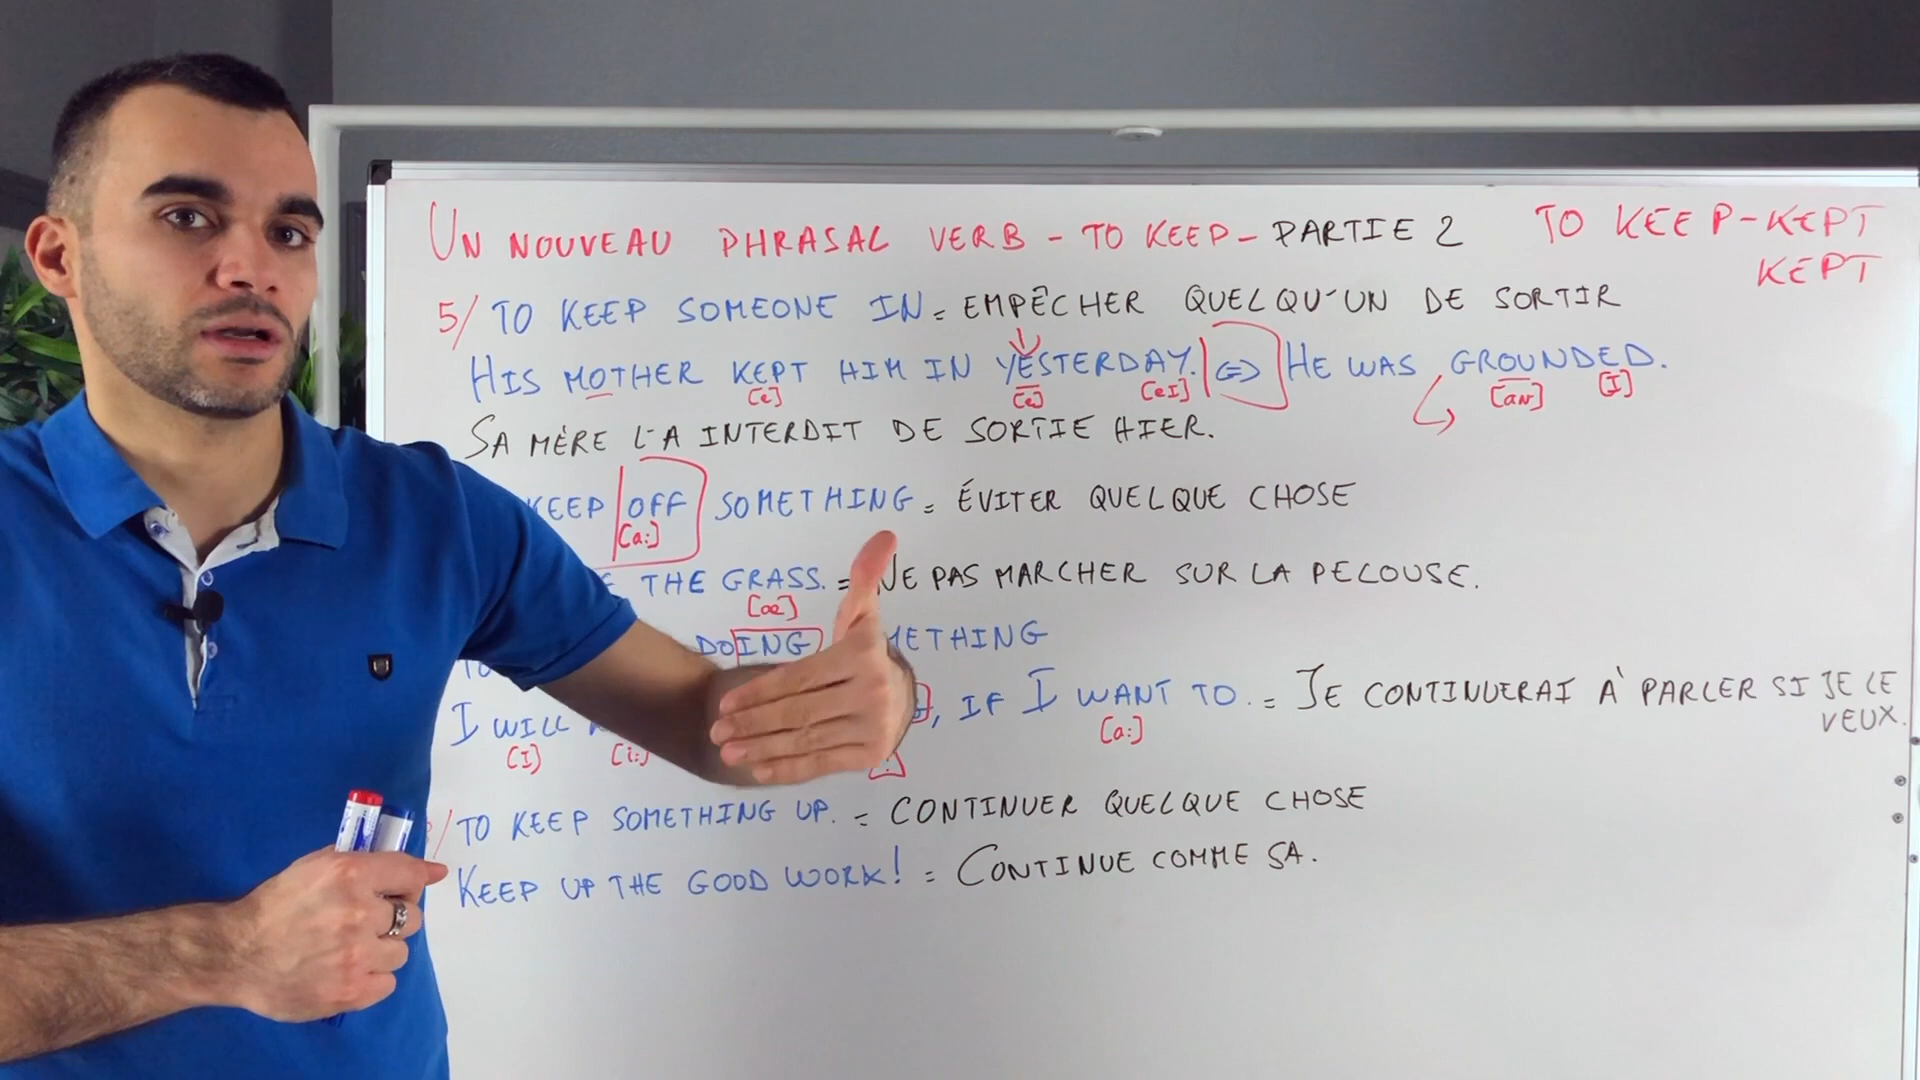 UN NOUVEAU PHRASAL VERB - TO KEEP - PARTIE 2 TO KEEP-KEPT
KEPT
5/ TO KEEP SOMEONE IN = EMPÊCHER QUELQU'UN DE SORTIR
HIS MOTHER KEPT HIM IN YESTERDAY. <=> HE WAS GROUNDED.
[e] [e] [eI] [I]
SA MÈRE L'A INTERDIT DE SORTIE HIER.
KEEP OFF SOMETHING = ÉVITER QUELQUE CHOSE
[a:]
THE GRASS. = NE PAS MARCHER SUR LA PELOUSE.
[æ]
DOING
TO
I WILL , IF I WANT TO. = JE CONTINUERAI À PARLER SI JE LE
VEUX.
[I] [i:] [a:]
/ TO KEEP SOMETHING UP. = CONTINUER QUELQUE CHOSE
KEEP UP THE GOOD WORK! = CONTINUE COMME SA.